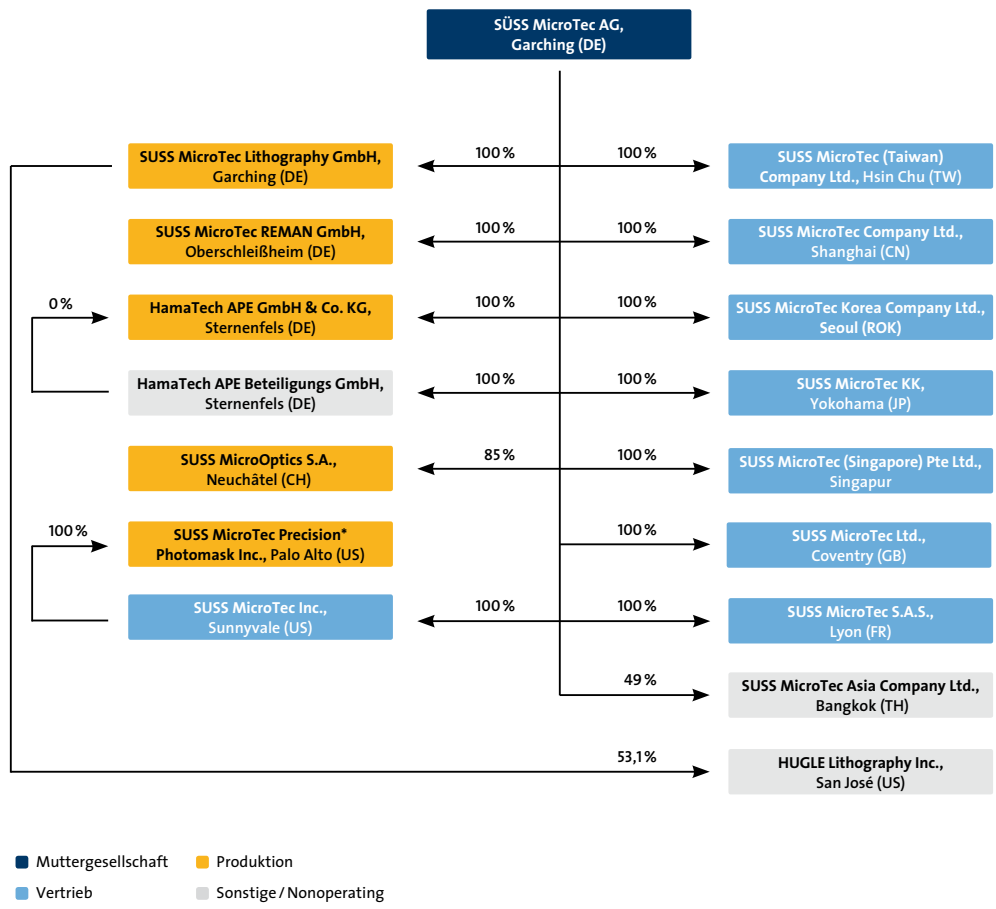 SÜSS MicroTec AG,
Garching (DE)
SUSS MicroTec Lithography GmbH,
Garching (DE)
100 %
100 %
SUSS MicroTec (Taiwan)
Company Ltd., Hsin Chu (TW)
SUSS MicroTec REMAN GmbH,
Oberschleißheim (DE)
100 %
100 %
SUSS MicroTec Company Ltd.,
Shanghai (CN)
0 %
HamaTech APE GmbH & Co. KG,
Sternenfels (DE)
100 %
100 %
SUSS MicroTec Korea Company Ltd.,
Seoul (ROK)
HamaTech APE Beteiligungs GmbH,
Sternenfels (DE)
100 %
100 %
SUSS MicroTec KK,
Yokohama (JP)
SUSS MicroOptics S.A.,
Neuchâtel (CH)
85 %
100 %
SUSS MicroTec (Singapore) Pte Ltd.,
Singapur
100 %
SUSS MicroTec Precision*
Photomask Inc., Palo Alto (US)
100 %
SUSS MicroTec Ltd.,
Coventry (GB)
SUSS MicroTec Inc.,
Sunnyvale (US)
100 %
100 %
SUSS MicroTec S.A.S.,
Lyon (FR)
49 %
SUSS MicroTec Asia Company Ltd.,
Bangkok (TH)
53,1 %
HUGLE Lithography Inc.,
San José (US)
Muttergesellschaft
Produktion
Vertrieb
Sonstige / Nonoperating